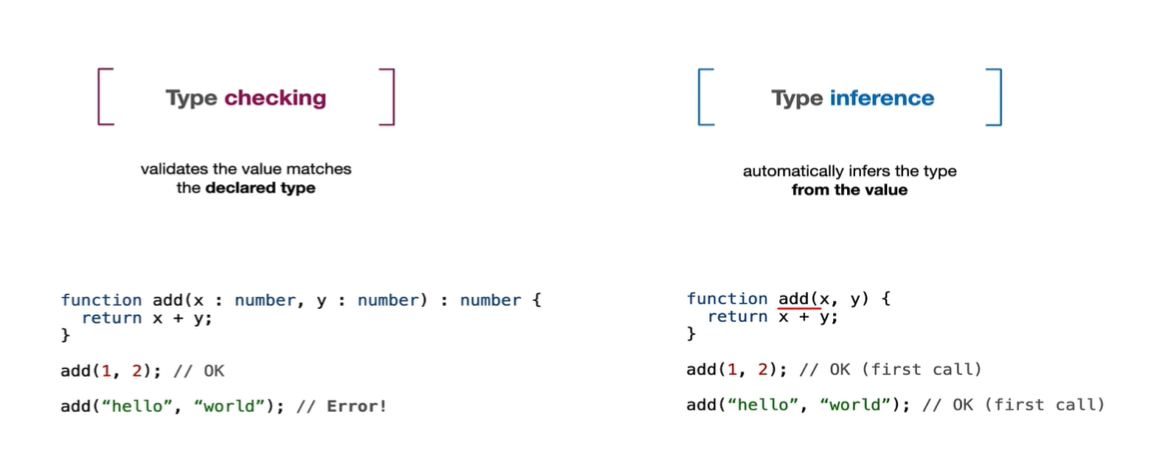 Type checking
validates the value matches
the declared type
function add(x : number, y : number) : number {
return x + y;
}
add(1, 2); // OK
add(“hello”, “world”); // Error!
Type inference
automatically infers the type
from the value
function add(x, y) {
return x + y;
}
add(1, 2); // OK (first call)
add(“hello”, “world”); // OK (first call)